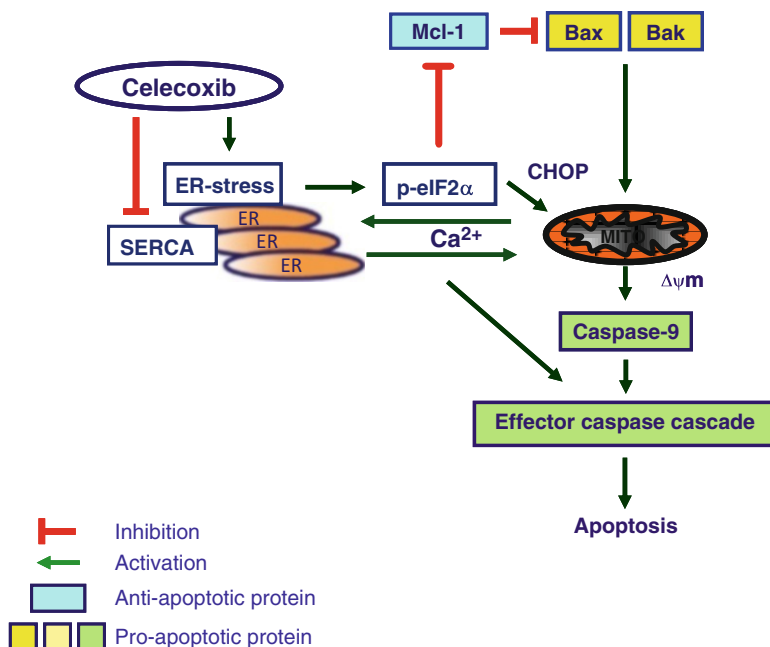 Mcl-1
Bax
Bak
Celecoxib
ER-stress
p-eIF2α
CHOP
ER
SERCA
ER
Ca2+
MITO
ER
Δψm
Caspase-9
Effector caspase cascade
Apoptosis
Inhibition
Activation
Anti-apoptotic protein
Pro-apoptotic protein